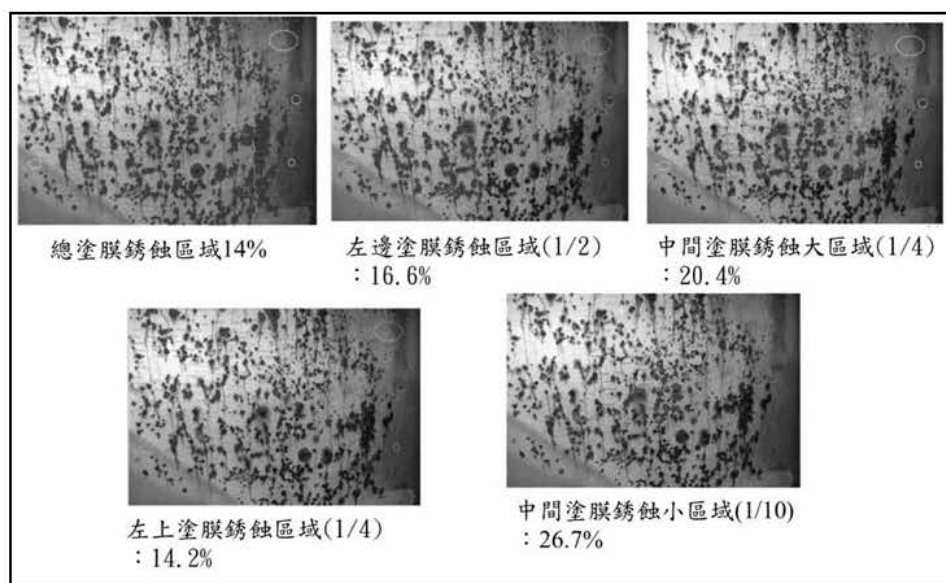 總塗膜銹蝕區域14%
左邊塗膜銹蝕區域(1/2)
：16.6%
中間塗膜銹蝕大區域(1/4)
：20.4%
左上塗膜銹蝕區域(1/4)
：14.2%
中間塗膜銹蝕小區域(1/10)
：26.7%